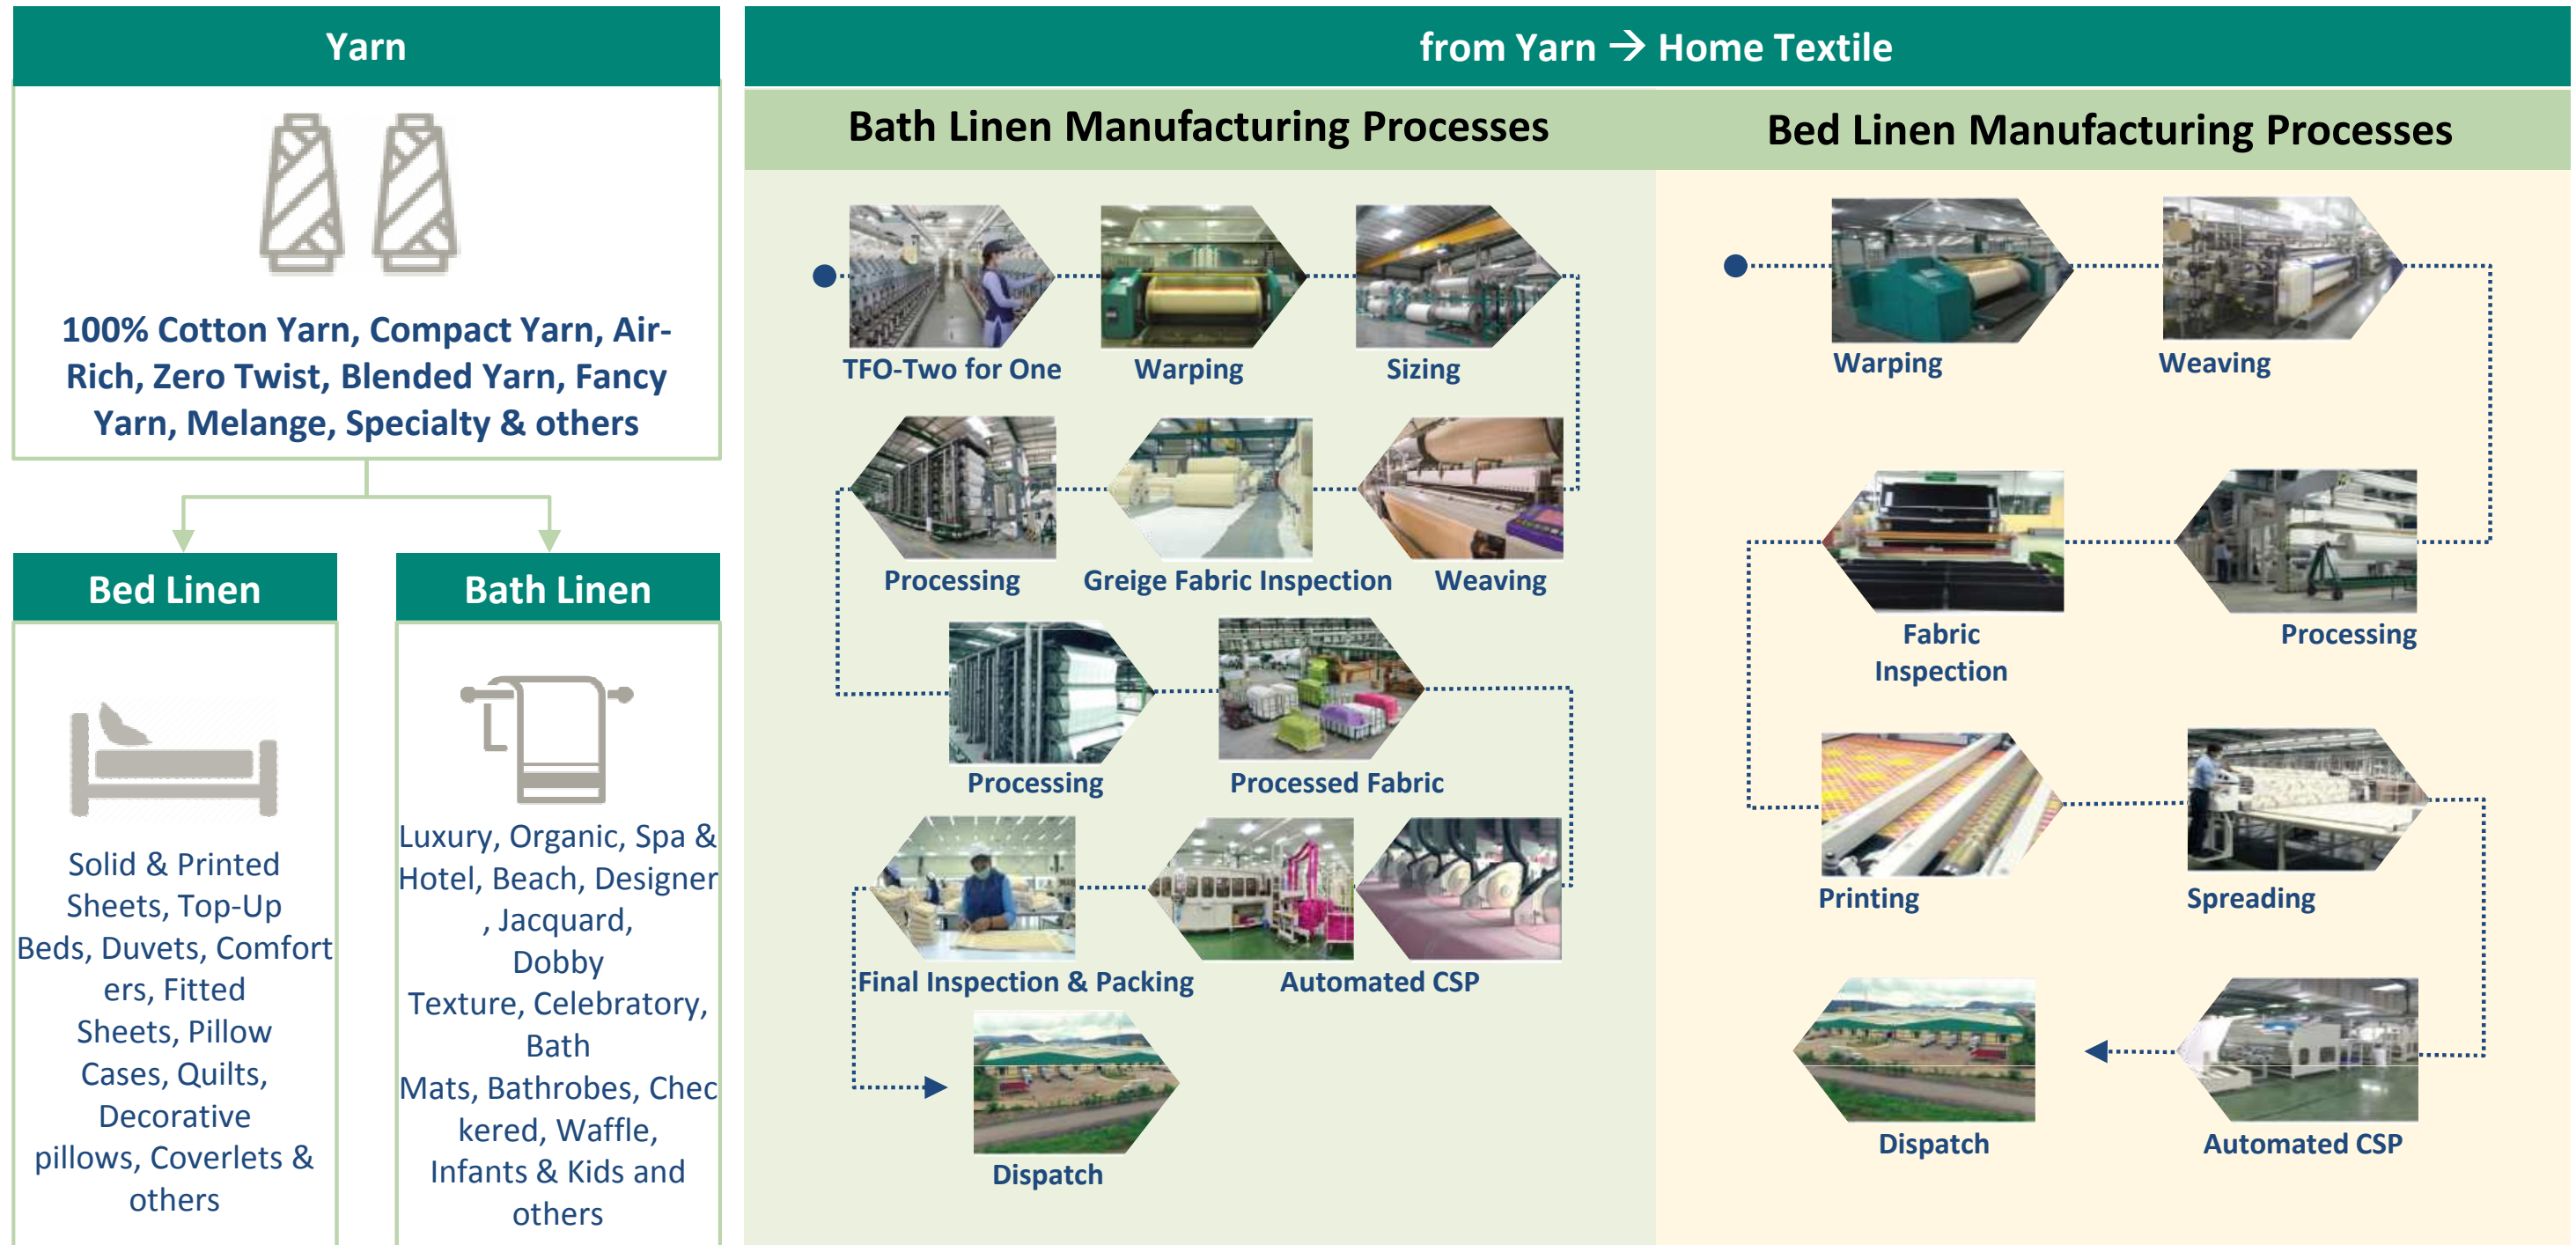 Yarn
100% Cotton Yarn, Compact Yarn, Air-
Rich, Zero Twist, Blended Yarn, Fancy
Yarn, Melange, Specialty & others
Bed Linen
Solid & Printed
Sheets, Top-Up
Beds, Duvets, Comfort
ers, Fitted
Sheets, Pillow
Cases, Quilts,
Decorative
pillows, Coverlets &
others
Bath Linen
Luxury, Organic, Spa &
Hotel, Beach, Designer
, Jacquard,
Dobby
Texture, Celebratory,
Bath
Mats, Bathrobes, Chec
kered, Waffle,
Infants & Kids and
others
from Yarn → Home Textile
Bath Linen Manufacturing Processes
TFO-Two for One
Warping
Sizing
Processing
Greige Fabric Inspection
Weaving
Processing
Processed Fabric
Final Inspection & Packing
Automated CSP
Dispatch
Bed Linen Manufacturing Processes
Warping
Weaving
Fabric
Inspection
Processing
Printing
Spreading
Dispatch
Automated CSP